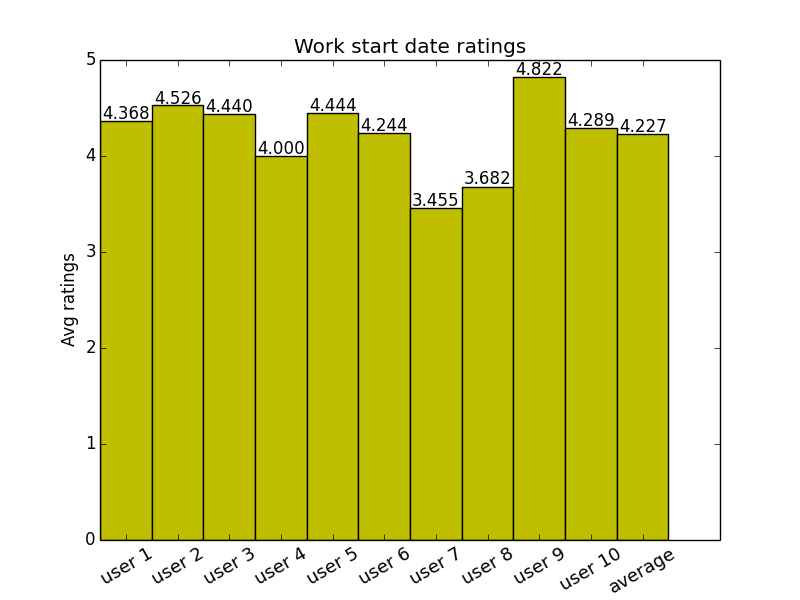 Work start date ratings
5
4
3
2
1
0
Avg ratings
4.368
4.526
4.440
4.000
4.444
4.244
3.455
3.682
4.822
4.289
4.227
user 1
user 2
user 3
user 4
user 5
user 6
user 7
user 8
user 9
user 10
average